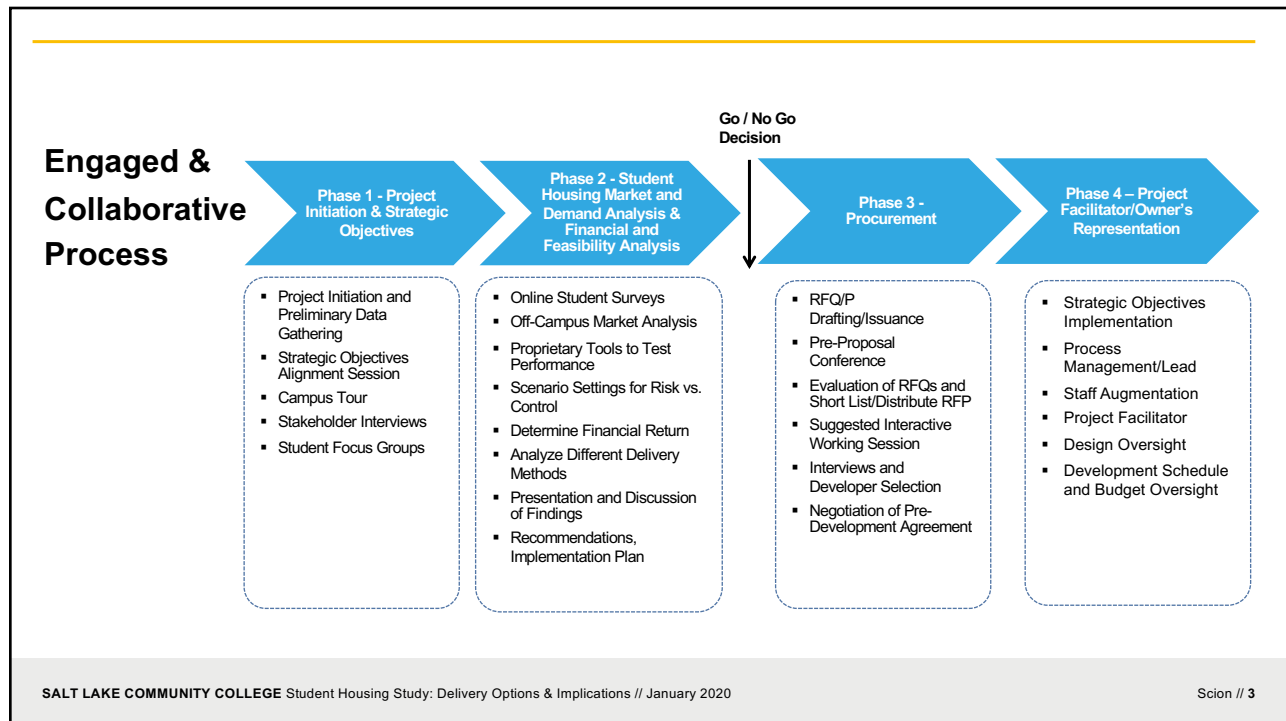 Engaged &
Collaborative
Process
Go / No Go
Decision
Phase 1 - Project
Initiation & Strategic
Objectives
Phase 2 - Student
Housing Market and
Demand Analysis &
Financial and
Feasibility Analysis
Phase 3 -
Procurement
Phase 4 – Project
Facilitator/Owner's
Representation
▪ Project Initiation and
Preliminary Data
Gathering
▪ Strategic Objectives
Alignment Session
▪ Campus Tour
▪ Stakeholder Interviews
▪ Student Focus Groups
▪ Online Student Surveys
▪ Off-Campus Market Analysis
▪ Proprietary Tools to Test
Performance
▪ Scenario Settings for Risk vs.
Control
▪ Determine Financial Return
▪ Analyze Different Delivery
Methods
▪ Presentation and Discussion
of Findings
▪ Recommendations,
Implementation Plan
▪ RFQ/P
Drafting/Issuance
▪ Pre-Proposal
Conference
▪ Evaluation of RFQs and
Short List/Distribute RFP
▪ Suggested Interactive
Working Session
▪ Interviews and
Developer Selection
▪ Negotiation of Pre-
Development Agreement
▪ Strategic Objectives
Implementation
▪ Process
Management/Lead
▪ Staff Augmentation
▪ Project Facilitator
▪ Design Oversight
▪ Development Schedule
and Budget Oversight
SALT LAKE COMMUNITY COLLEGE Student Housing Study: Delivery Options & Implications // January 2020
Scion // 3